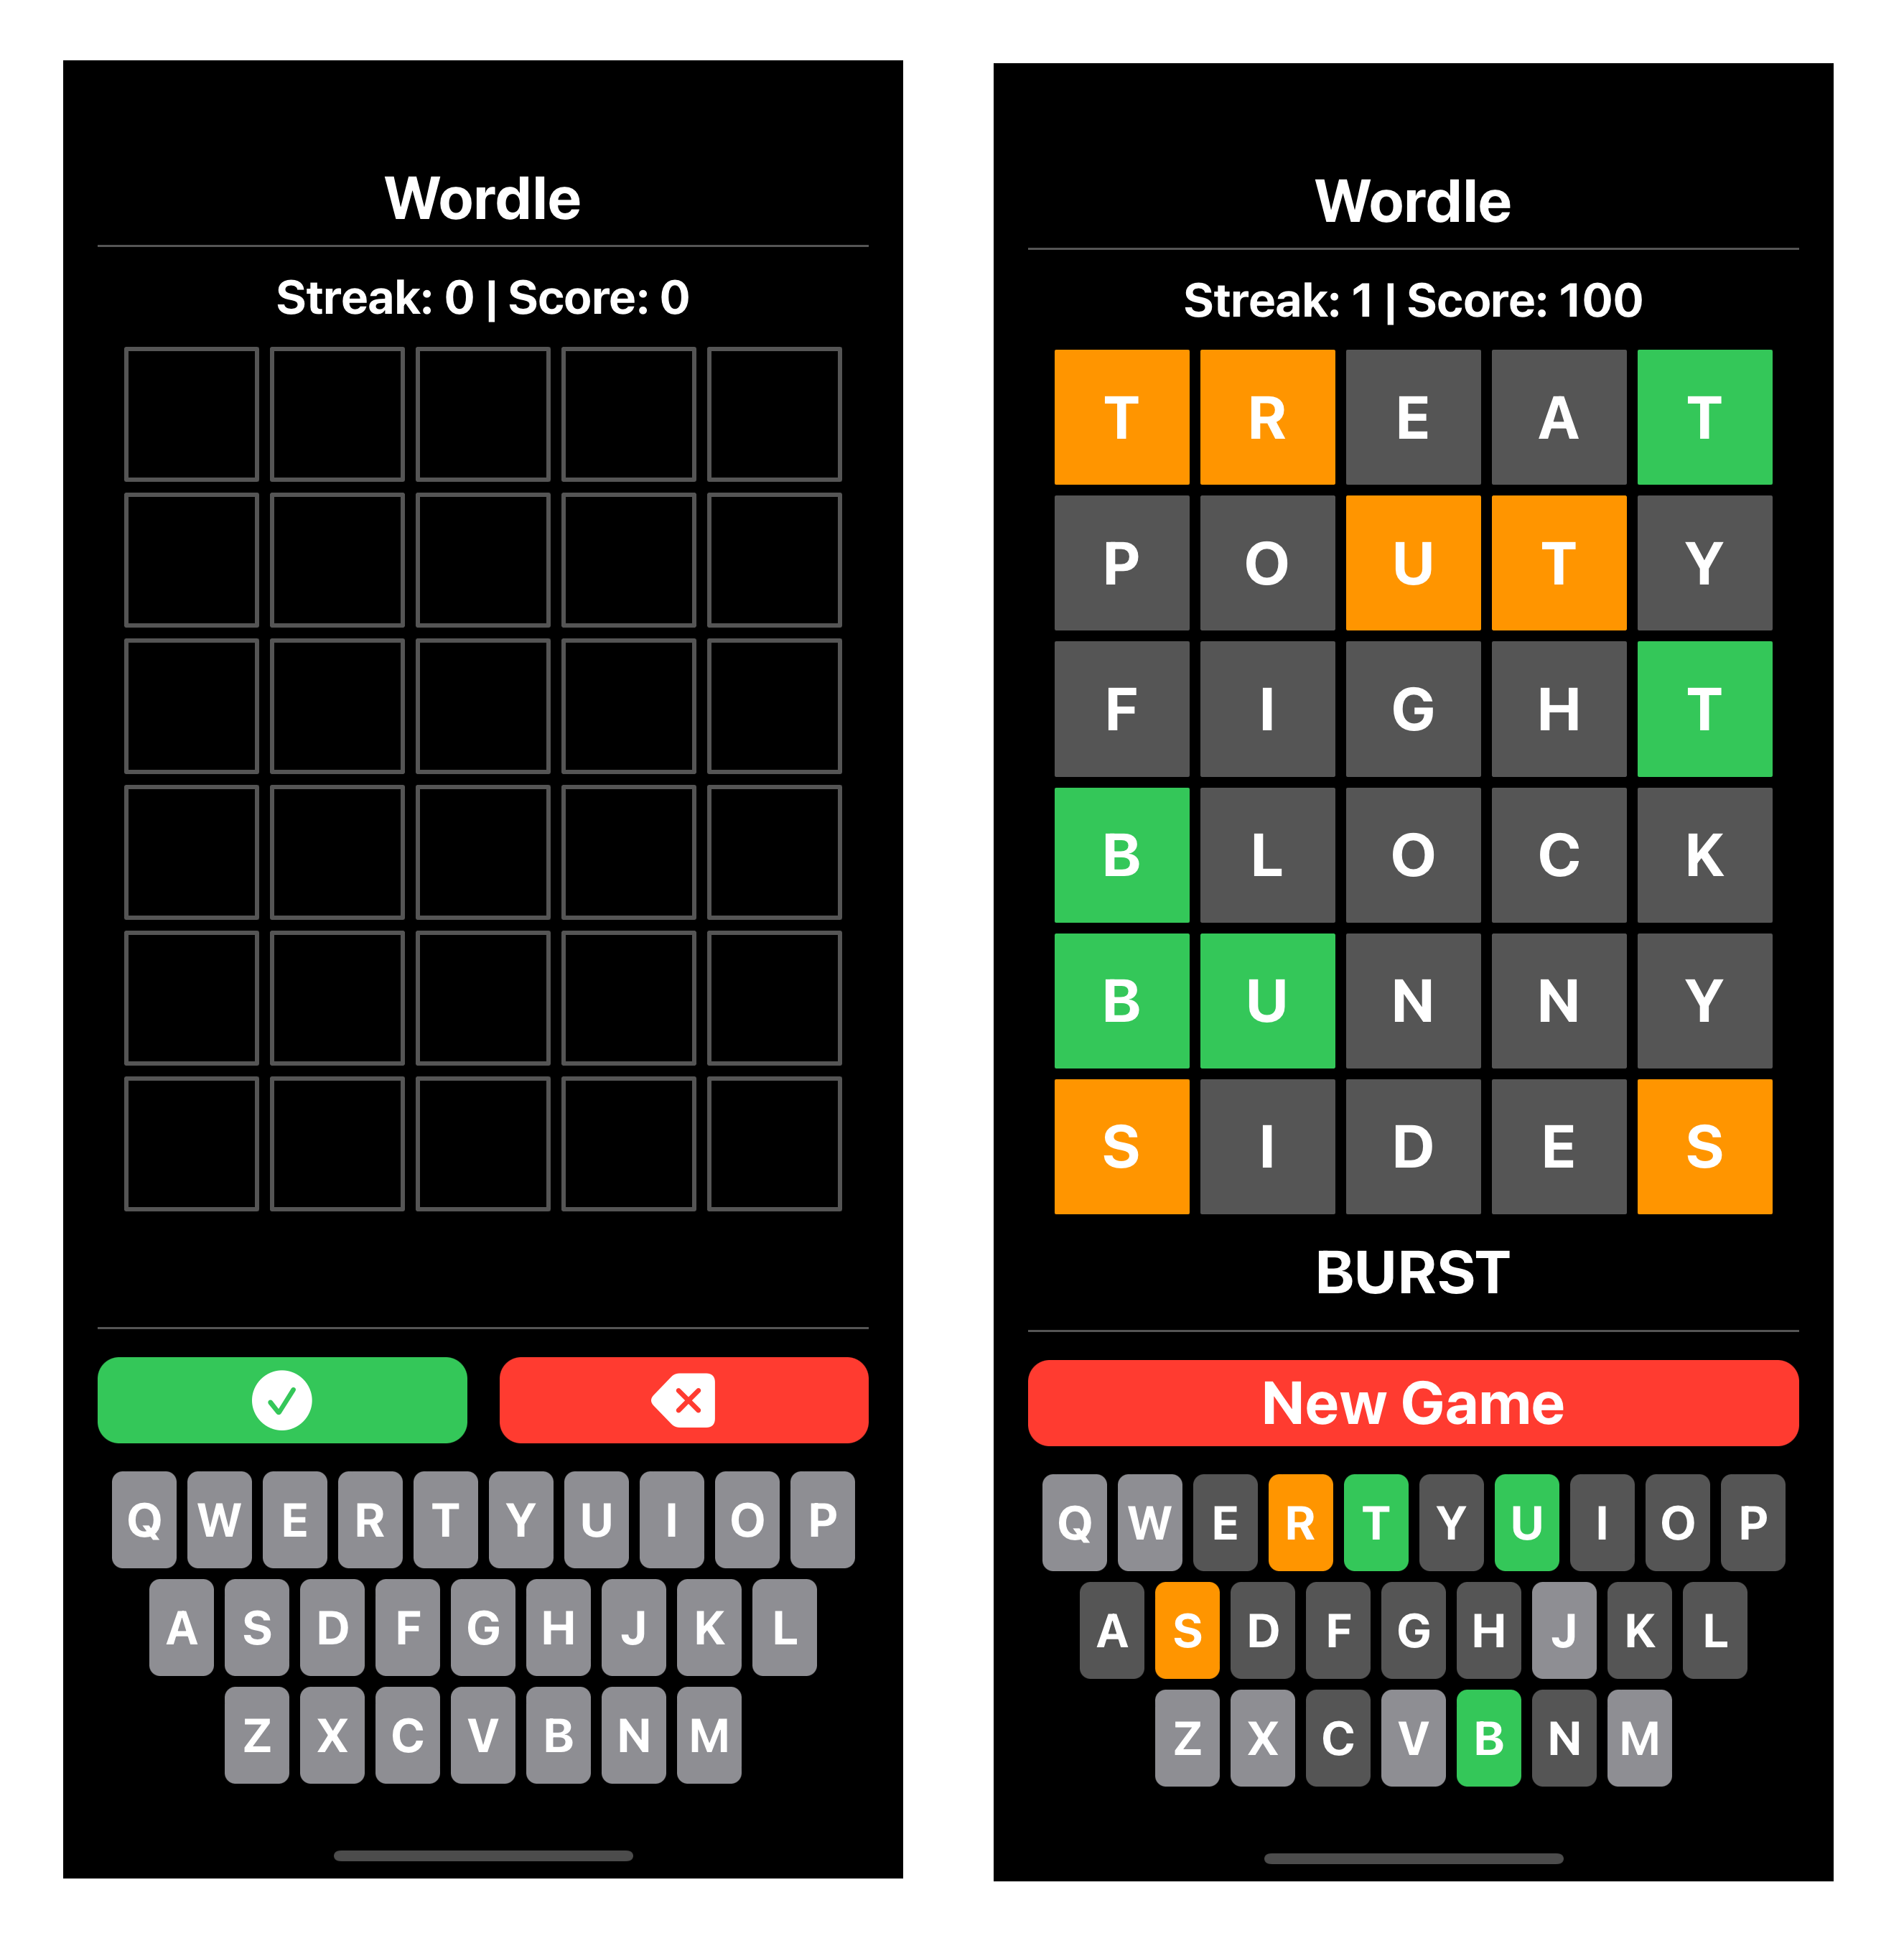 Wordle
Streak: 0 | Score: 0
Q W E R T Y U I O P
A S D F G H J K L
Z X C V B N M
Wordle
Streak: 1 | Score: 100
T R E A T
P O U T Y
F I G H T
B L O C K
B U N N Y
S I D E S
BURST
New Game
Q W E R T Y U I O P
A S D F G H J K L
Z X C V B N M